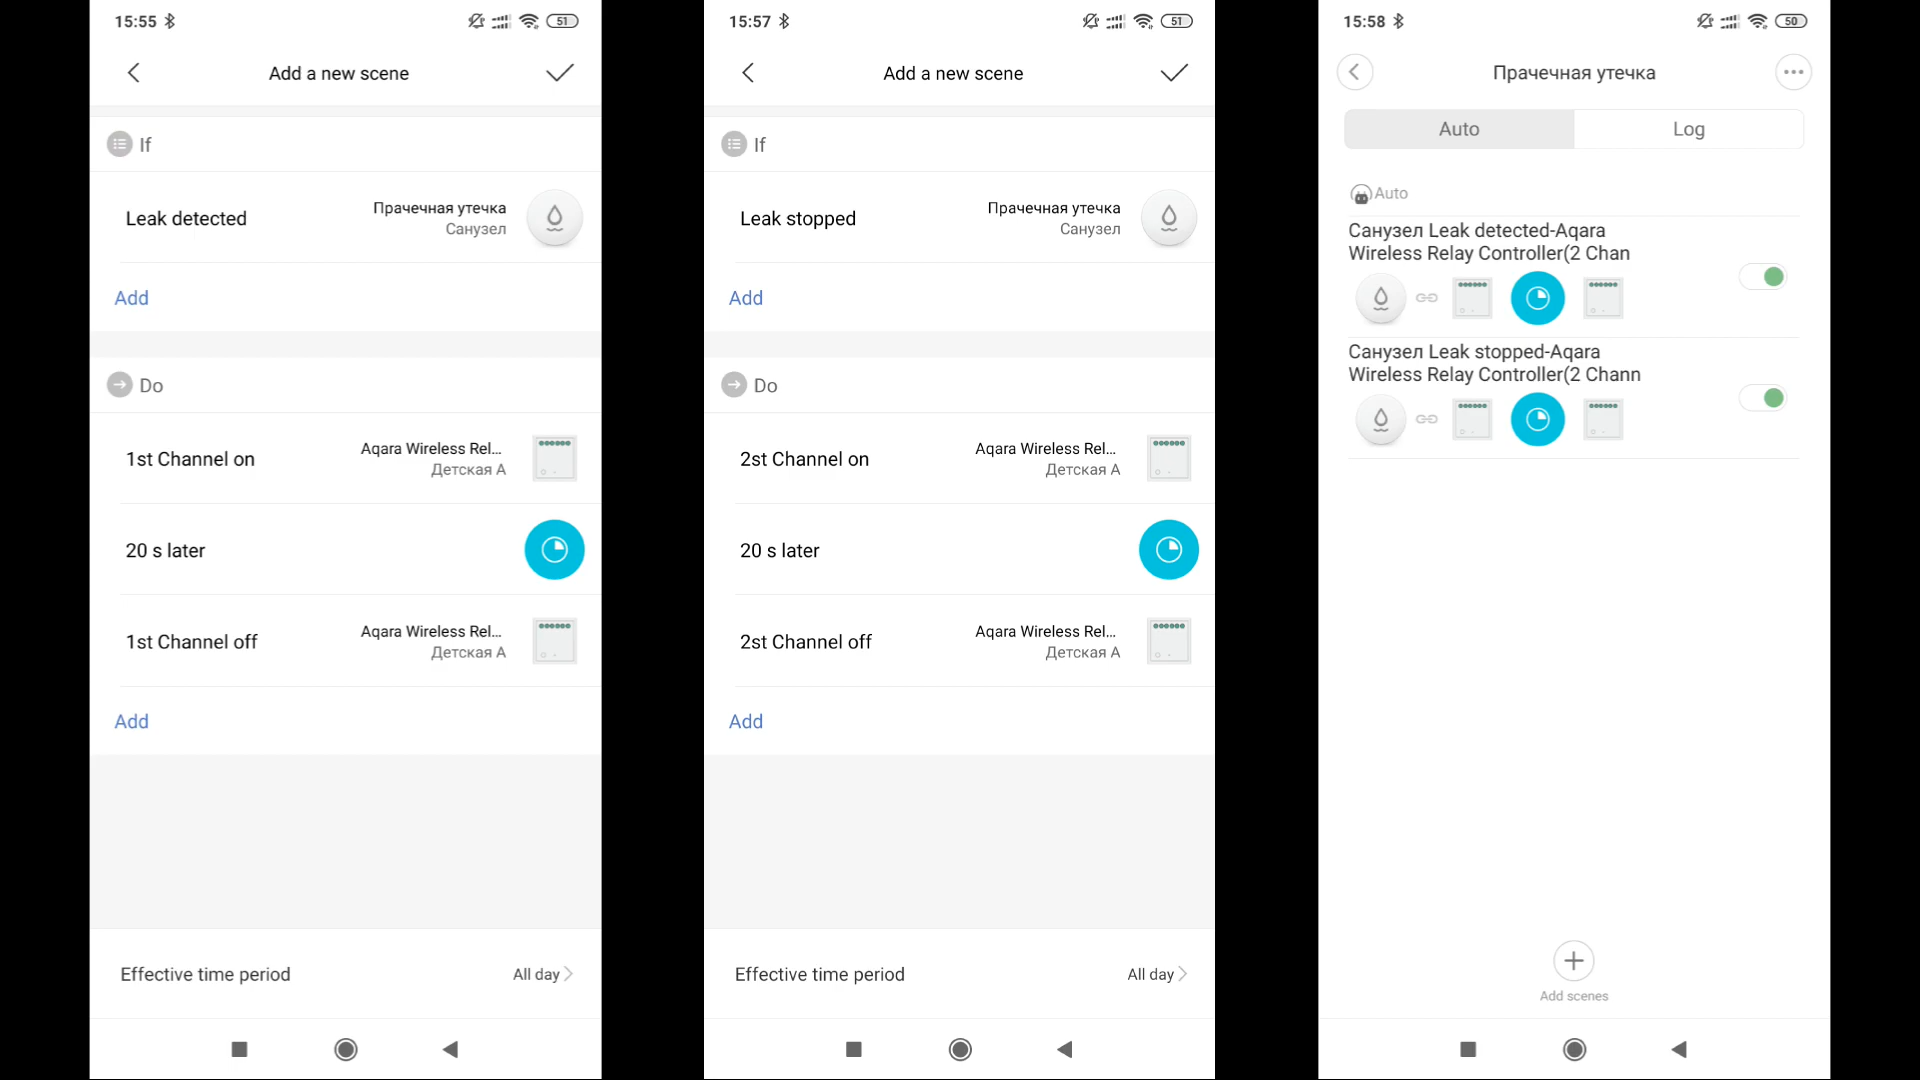 15:55
51
Add a new scene
If
Leak detected
Прачечная утечка
Санузел
Add
Do
1st Channel on
Aqara Wireless Rel...
Детская А
20 s later
1st Channel off
Aqara Wireless Rel...
Детская А
Add
Effective time period
All day
15:57
51
Add a new scene
If
Leak stopped
Прачечная утечка
Санузел
Add
Do
2st Channel on
Aqara Wireless Rel...
Детская А
20 s later
2st Channel off
Aqara Wireless Rel...
Детская А
Add
Effective time period
All day
15:58
50
Прачечная утечка
Auto
Log
Auto
Санузел Leak detected-Aqara
Wireless Relay Controller(2 Chan
Санузел Leak stopped-Aqara
Wireless Relay Controller(2 Chann
Add scenes